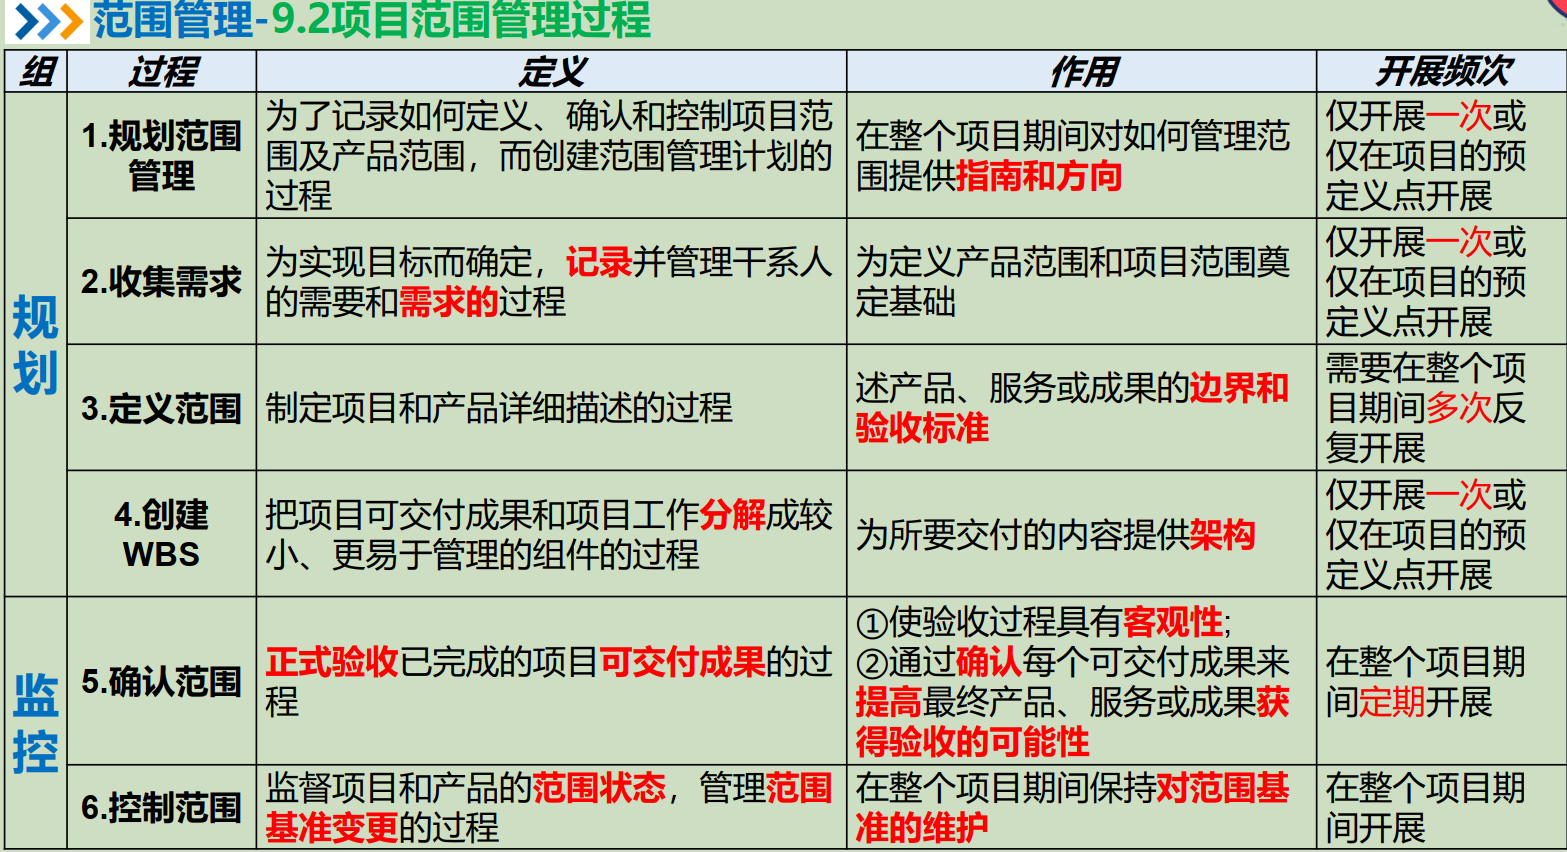 范围管理-9.2项目范围管理过程
组 过程 定义 作用 开展频次
规
划
1.规划范围
管理
为了记录如何定义、确认和控制项目范
围及产品范围，而创建范围管理计划的
过程
在整个项目期间对如何管理范
围提供指南和方向
仅开展一次或
仅在项目的预
定义点开展
2.收集需求
为实现目标而确定，记录并管理干系人
的需要和需求的过程
为定义产品范围和项目范围奠
定基础
仅开展一次或
仅在项目的预
定义点开展
3.定义范围
制定项目和产品详细描述的过程
述产品、服务或成果的边界和
验收标准
需要在整个项
目期间多次反
复开展
4.创建
WBS
把项目可交付成果和项目工作分解成较
小、更易于管理的组件的过程
为所要交付的内容提供架构
仅开展一次或
仅在项目的预
定义点开展
监
控
5.确认范围
正式验收已完成的项目可交付成果的过
程
①使验收过程具有客观性;
②通过确认每个可交付成果来
提高最终产品、服务或成果获
得验收的可能性
在整个项目期
间定期开展
6.控制范围
监督项目和产品的范围状态，管理范围
基准变更的过程
在整个项目期间保持对范围基
准的维护
在整个项目期
间开展